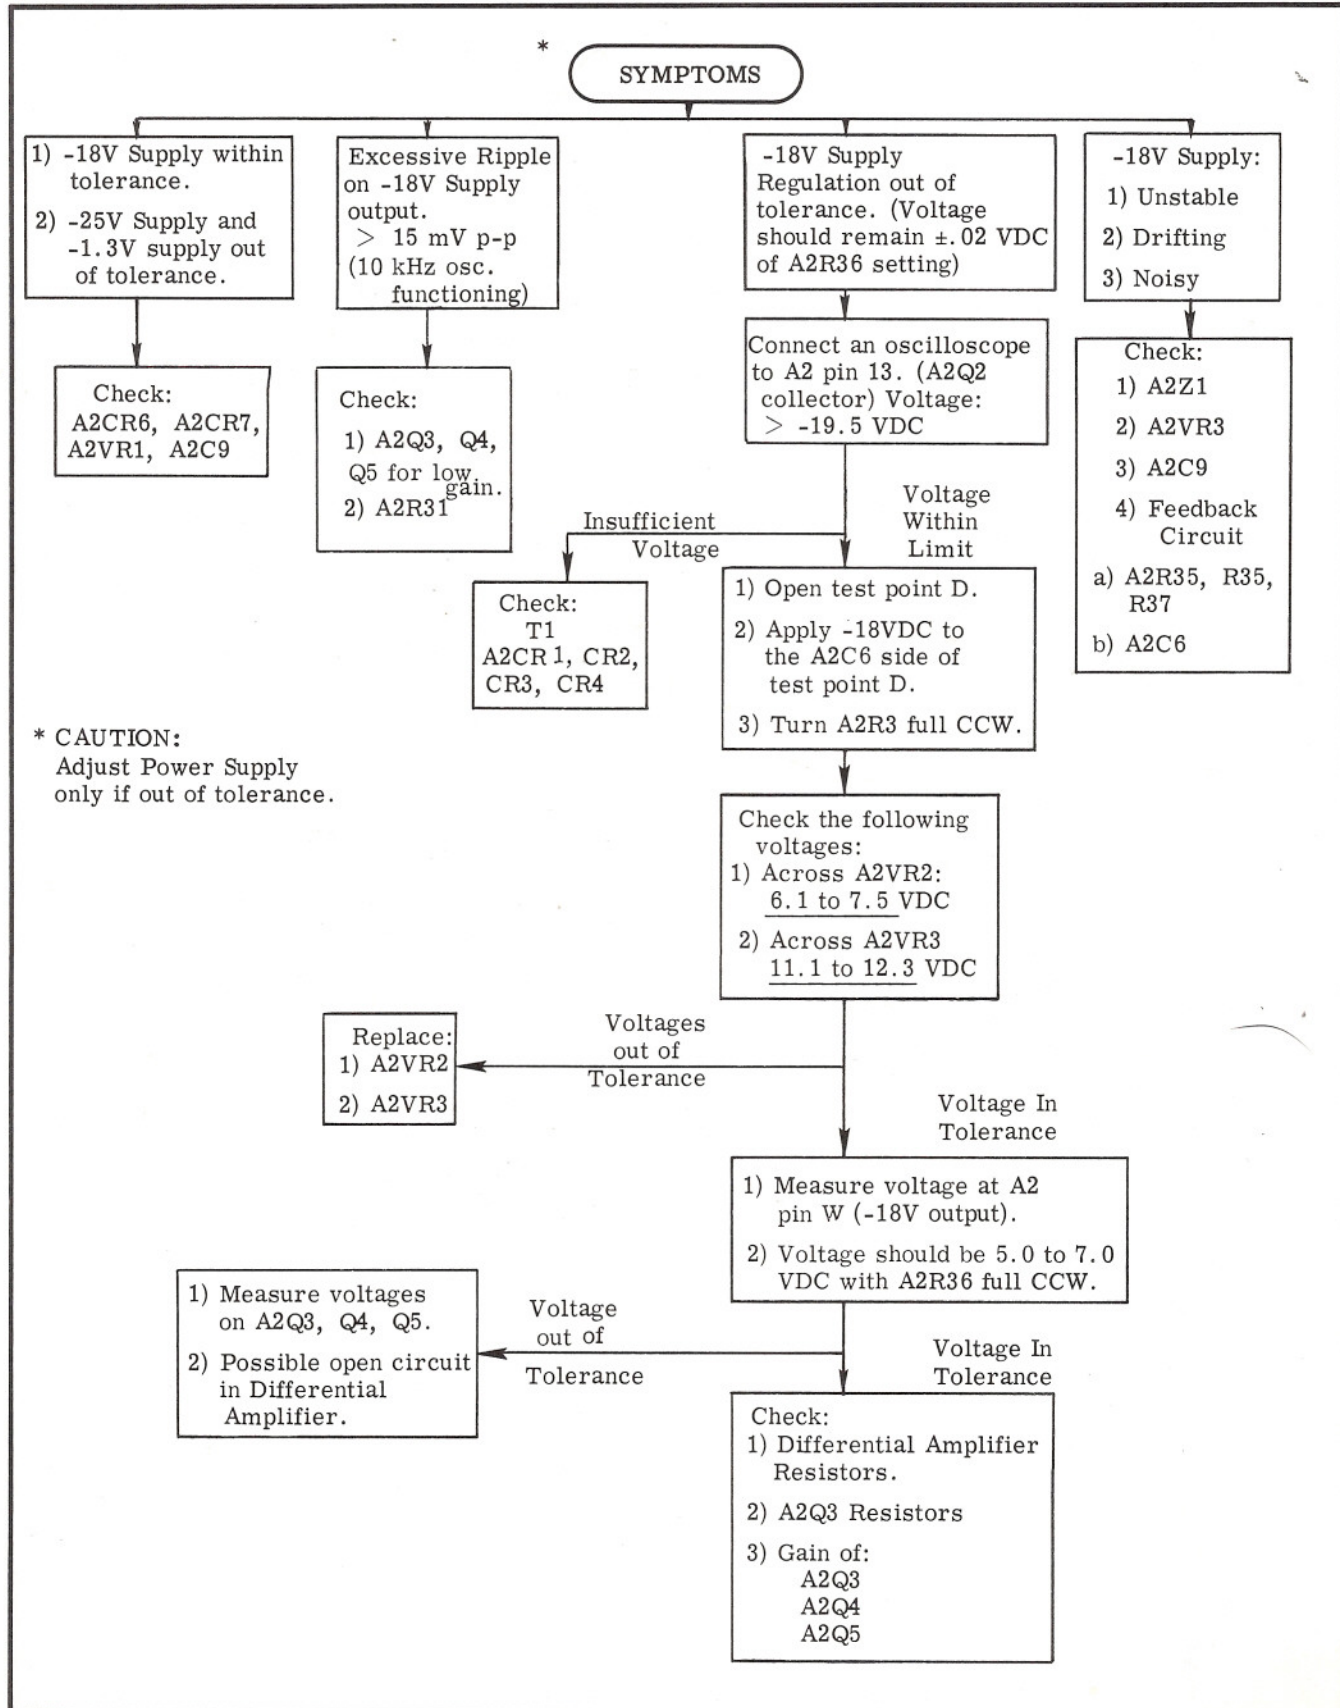 *
SYMPTOMS
1) -18V Supply within
tolerance.
2) -25V Supply and
-1.3V supply out
of tolerance.
Excessive Ripple
on -18V Supply
output.
> 15 mV p-p
(10 kHz osc.
functioning)
-18V Supply
Regulation out of
tolerance. (Voltage
should remain ±.02 VDC
of A2R36 setting)
-18V Supply:
1) Unstable
2) Drifting
3) Noisy
Check:
A2CR6, A2CR7,
A2VR1, A2C9
Check:
1) A2Q3, Q4,
Q5 for low
gain.
2) A2R31
Connect an oscilloscope
to A2 pin 13. (A2Q2
collector) Voltage:
> -19.5 VDC
Check:
1) A2Z1
2) A2VR3
3) A2C9
4) Feedback
Circuit
a) A2R35, R35,
R37
b) A2C6
Insufficient
Voltage
Voltage
Within
Limit
Check:
T1
A2CR1, CR2,
CR3, CR4
1) Open test point D.
2) Apply -18VDC to
the A2C6 side of
test point D.
3) Turn A2R3 full CCW.
* CAUTION:
Adjust Power Supply
only if out of tolerance.
Check the following
voltages:
1) Across A2VR2:
6.1 to 7.5 VDC
2) Across A2VR3
11.1 to 12.3 VDC
Replace:
1) A2VR2
2) A2VR3
Voltages
out of
Tolerance
Voltage In
Tolerance
1) Measure voltage at A2
pin W (-18V output).
2) Voltage should be 5.0 to 7.0
VDC with A2R36 full CCW.
1) Measure voltages
on A2Q3, Q4, Q5.
2) Possible open circuit
in Differential
Amplifier.
Voltage
out of
Tolerance
Voltage In
Tolerance
Check:
1) Differential Amplifier
Resistors.
2) A2Q3 Resistors
3) Gain of:
A2Q3
A2Q4
A2Q5